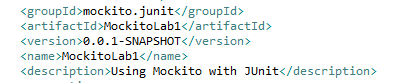 <groupId>mockito.junit</groupId>
<artifactId>MockitoLab1</artifactId>
<version>0.0.1-SNAPSHOT</version>
<name>MockitoLab1</name>
<description>Using Mockito with JUnit</description>